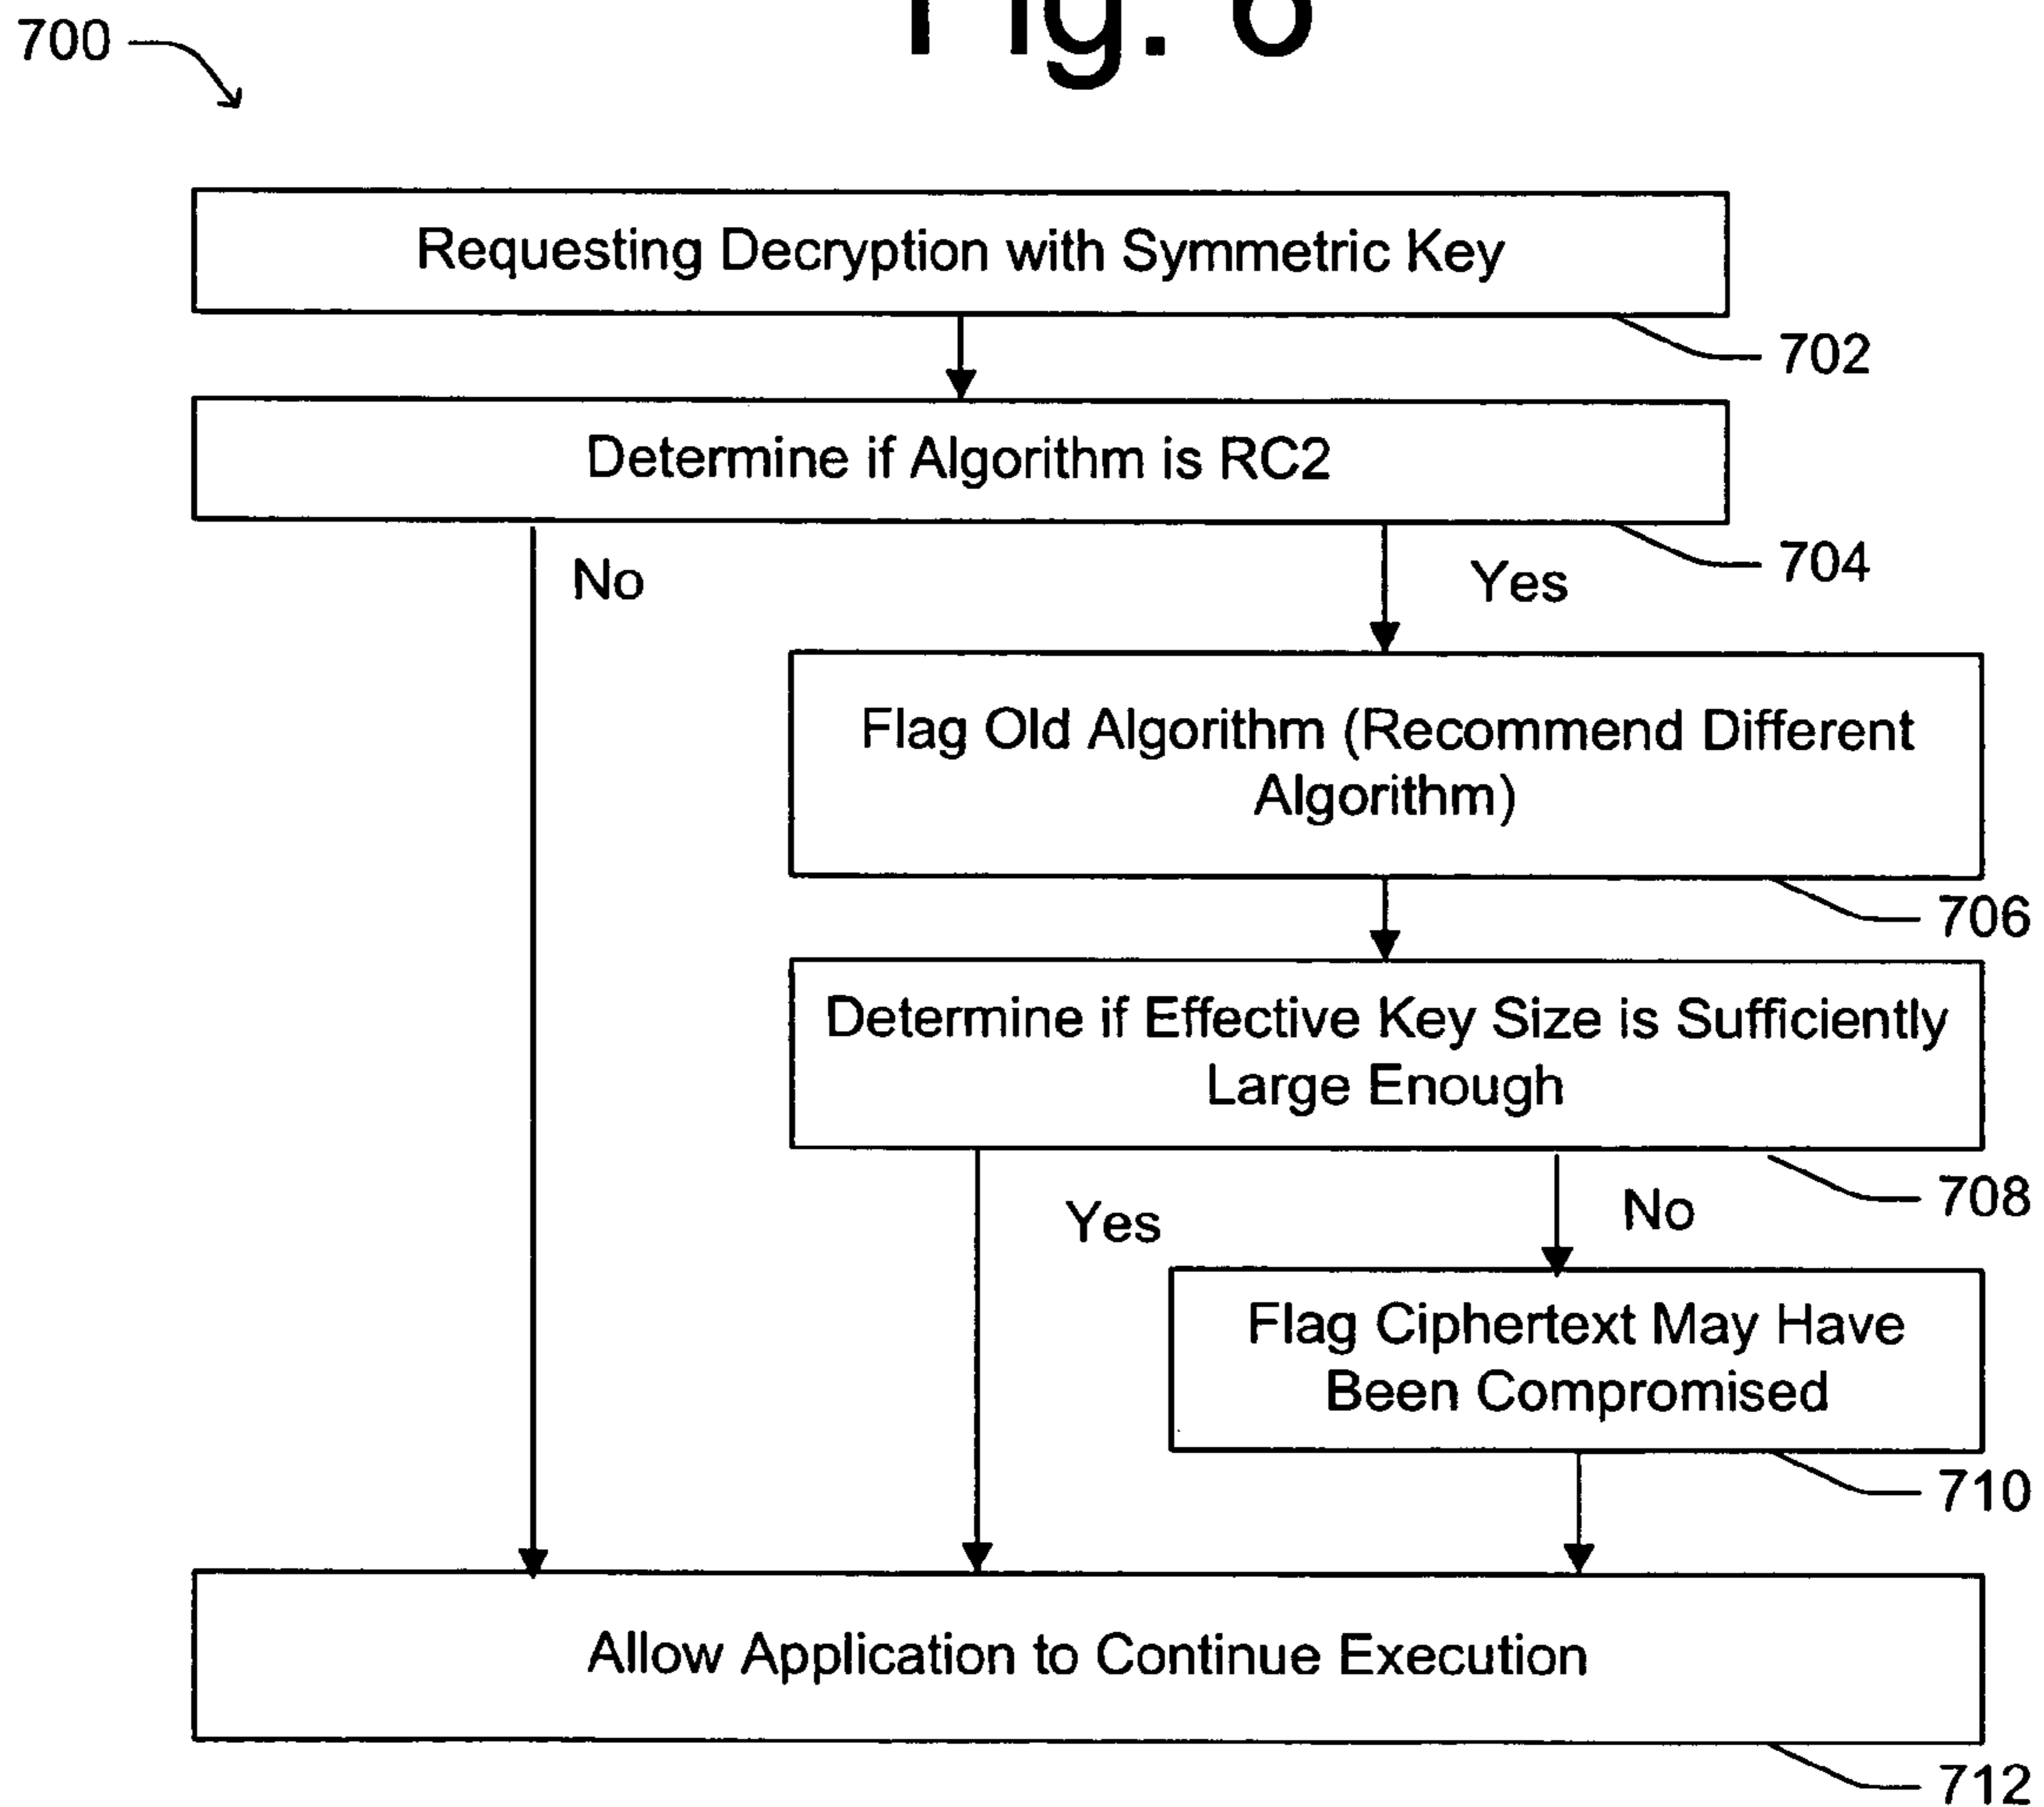 Fig. 6
700
Requesting Decryption with Symmetric Key
702
Determine if Algorithm is RC2
704
No
Yes
Flag Old Algorithm (Recommend Different
Algorithm)
706
Determine if Effective Key Size is Sufficiently
Large Enough
708
Yes
No
Flag Ciphertext May Have
Been Compromised
710
Allow Application to Continue Execution
712